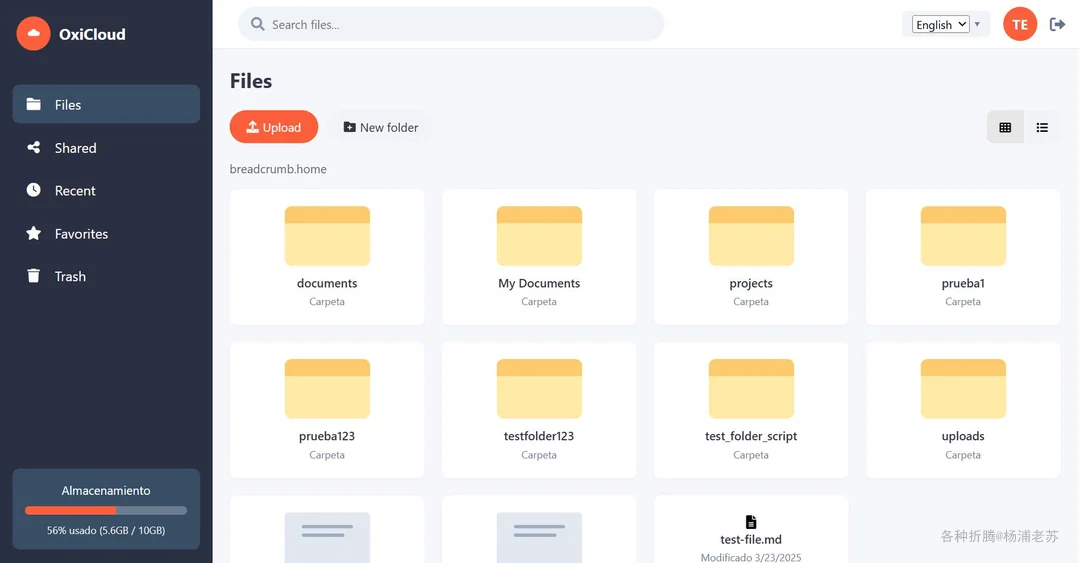 OxiCloud
Search files...
English
TE
Files
Shared
Recent
Favorites
Trash
Almacenamiento
56% usado (5.6GB / 10GB)
Files
Upload
New folder
breadcrumb.home
documents
Carpeta
My Documents
Carpeta
projects
Carpeta
prueba1
Carpeta
prueba123
Carpeta
testfolder123
Carpeta
test_folder_script
Carpeta
uploads
Carpeta
test-file.md
Modificado 3/23/2025
各种折腾@杨浦老苏